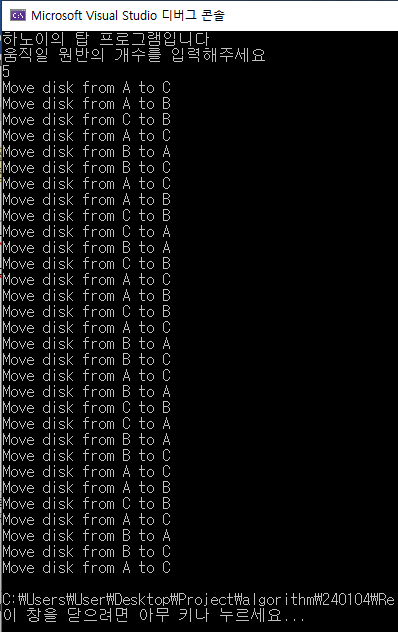 Microsoft Visual Studio 디버그 콘솔
하노이의 탑 프로그램입니다
움직일 원반의 개수를 입력해주세요
5
Move disk from A to C
Move disk from A to B
Move disk from C to B
Move disk from A to C
Move disk from B to A
Move disk from B to C
Move disk from A to C
Move disk from A to B
Move disk from C to B
Move disk from C to A
Move disk from B to A
Move disk from C to B
Move disk from A to C
Move disk from A to B
Move disk from C to B
Move disk from A to C
Move disk from B to A
Move disk from B to C
Move disk from A to C
Move disk from B to A
Move disk from C to B
Move disk from C to A
Move disk from B to A
Move disk from B to C
Move disk from A to C
Move disk from A to B
Move disk from C to B
Move disk from A to C
Move disk from B to A
Move disk from B to C
Move disk from A to C
C:₩Users₩User₩Desktop₩Project₩algorithm₩240104₩Re
이 창을 닫으려면 아무 키나 누르세요...